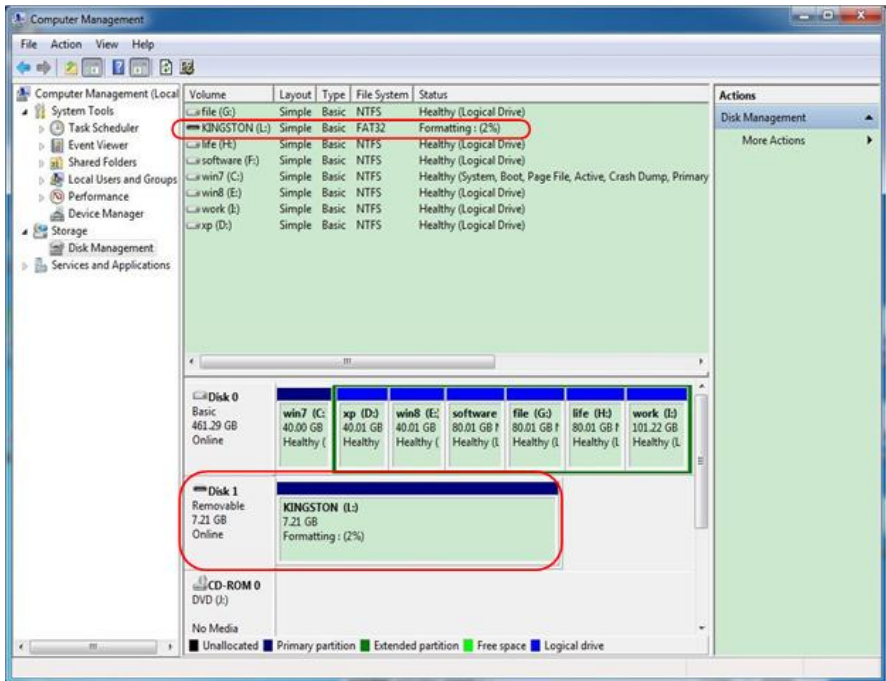 Computer Management
File Action View Help
Computer Management (Local
System Tools
Task Scheduler
Event Viewer
Shared Folders
Local Users and Groups
Performance
Device Manager
Storage
Disk Management
Services and Applications
Volume Layout Type File System Status
file (G:) Simple Basic NTFS Healthy (Logical Drive)
KINGSTON (L:) Simple Basic FAT32 Formatting : (2%)
life (H:) Simple Basic NTFS Healthy (Logical Drive)
software (F:) Simple Basic NTFS Healthy (Logical Drive)
win7 (C:) Simple Basic NTFS Healthy (System, Boot, Page File, Active, Crash Dump, Primary
win8 (E:) Simple Basic NTFS Healthy (Logical Drive)
work (I:) Simple Basic NTFS Healthy (Logical Drive)
xp (D:) Simple Basic NTFS Healthy (Logical Drive)
Disk 0
Basic
461.29 GB
Online
win7 (C: xp (D:) win8 (E: software file (G:) life (H:) work (I:)
40.00 GB 40.01 GB 40.01 GB 80.01 GB N 80.01 GB N 80.01 GB N 101.22 GB
Healthy ( Healthy Healthy ( Healthy (L Healthy (L Healthy (L Healthy (L
Disk 1
Removable
7.21 GB
Online
KINGSTON (L:)
7.21 GB
Formatting : (2%)
CD-ROM 0
DVD (J:)
No Media
Unallocated Primary partition Extended partition Free space Logical drive
Actions
Disk Management
More Actions